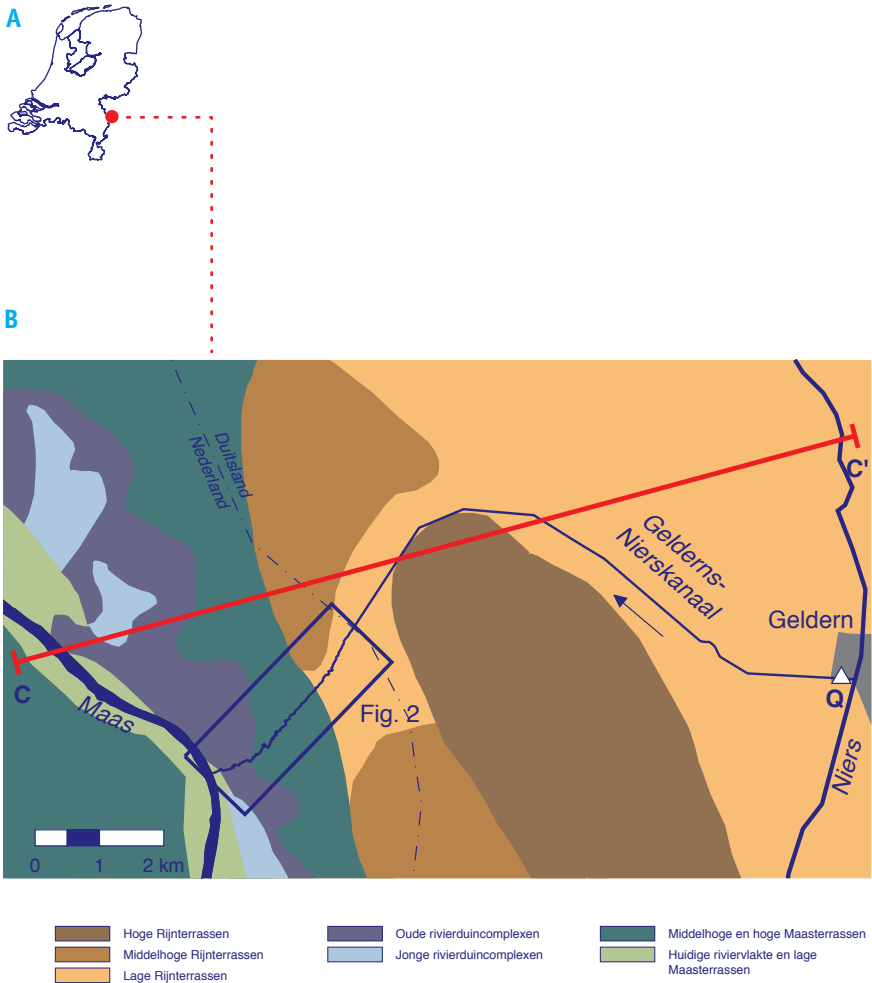 A
B
Duitsland
Nederland
C'
Gelderns-
Nierskanaal
Geldern
C
Maas
Fig. 2
Q
Niers
0 1 2 km
Hoge Rijnterrassen
Middelhoge Rijnterrassen
Lage Rijnterrassen
Oude rivierduincomplexen
Jonge rivierduincomplexen
Middelhoge en hoge Maasterrassen
Huidige riviervlakte en lage
Maasterrassen